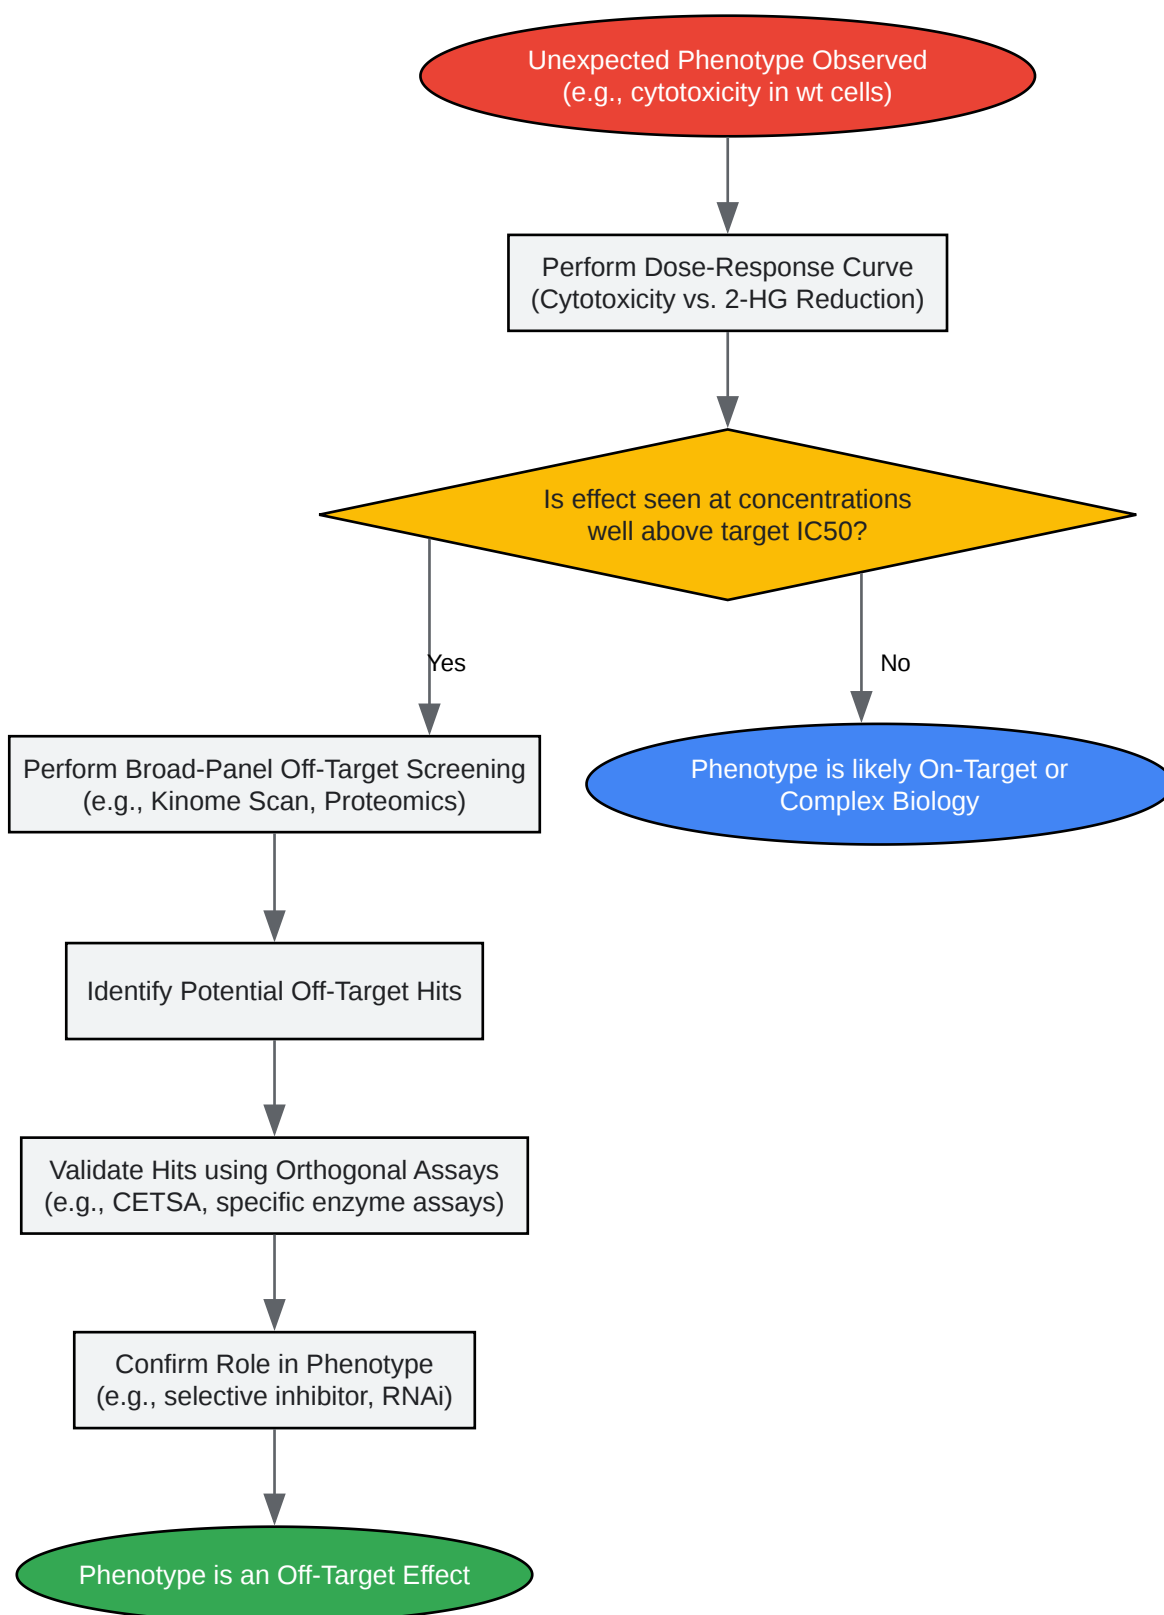 Unexpected Phenotype Observed
(e.g., cytotoxicity in wt cells)
Perform Dose-Response Curve
(Cytotoxicity vs. 2-HG Reduction)
Is effect seen at concentrations
well above target IC50?
Yes
No
Perform Broad-Panel Off-Target Screening
(e.g., Kinome Scan, Proteomics)
Phenotype is likely On-Target or
Complex Biology
Identify Potential Off-Target Hits
Validate Hits using Orthogonal Assays
(e.g., CETSA, specific enzyme assays)
Confirm Role in Phenotype
(e.g., selective inhibitor, RNAi)
Phenotype is an Off-Target Effect